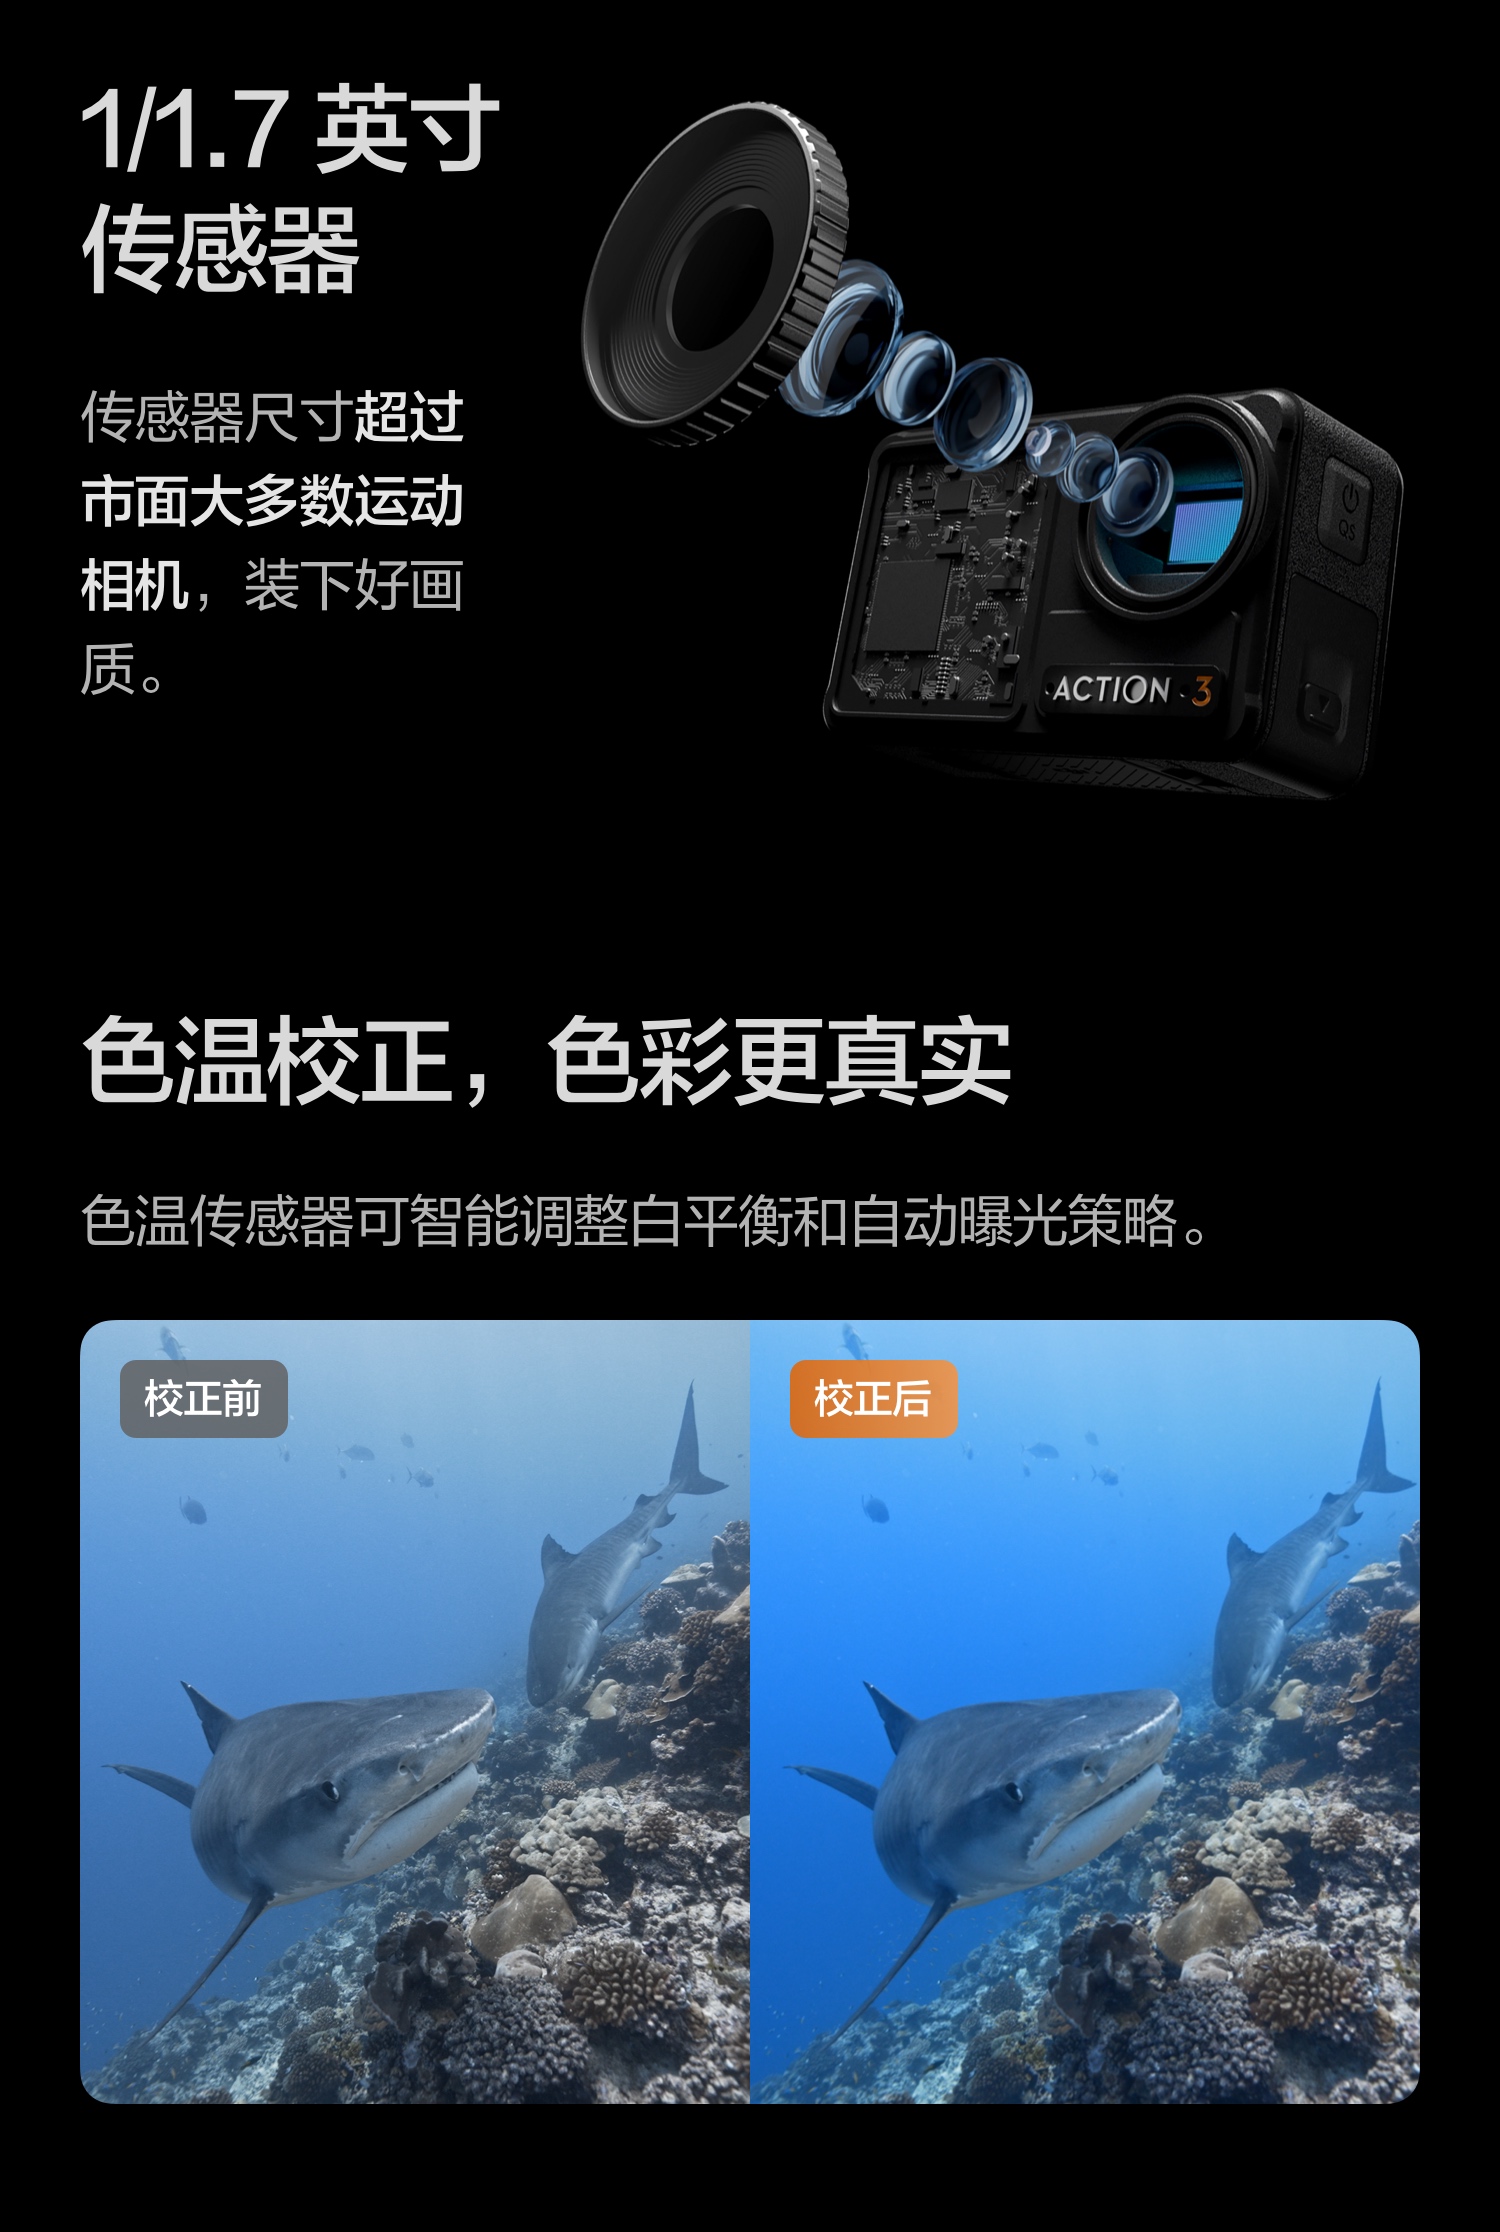 1/1.7 英寸
传感器
传感器尺寸超过
市面大多数运动
相机，装下好画
质。
QS
ACTION 3
色温校正，色彩更真实
色温传感器可智能调整白平衡和自动曝光策略。
校正前
校正后